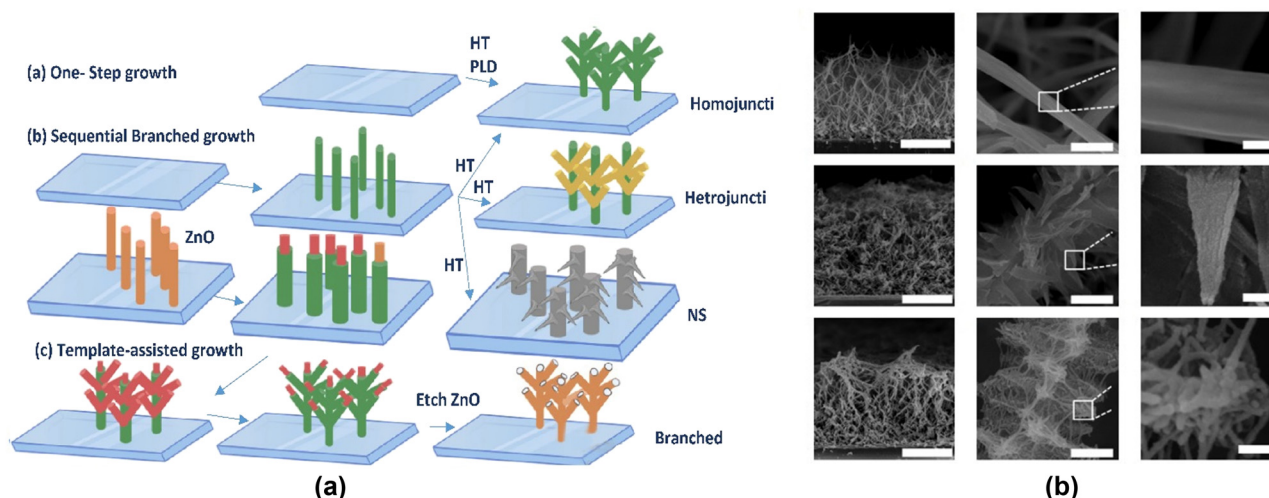 (a) One- Step growth
HT
PLD
Homojuncti
(b) Sequential Branched growth
HT
HT
Hetrojuncti
ZnO
HT
NS
(c) Template-assisted growth
Etch ZnO
Branched
(a)
(b)